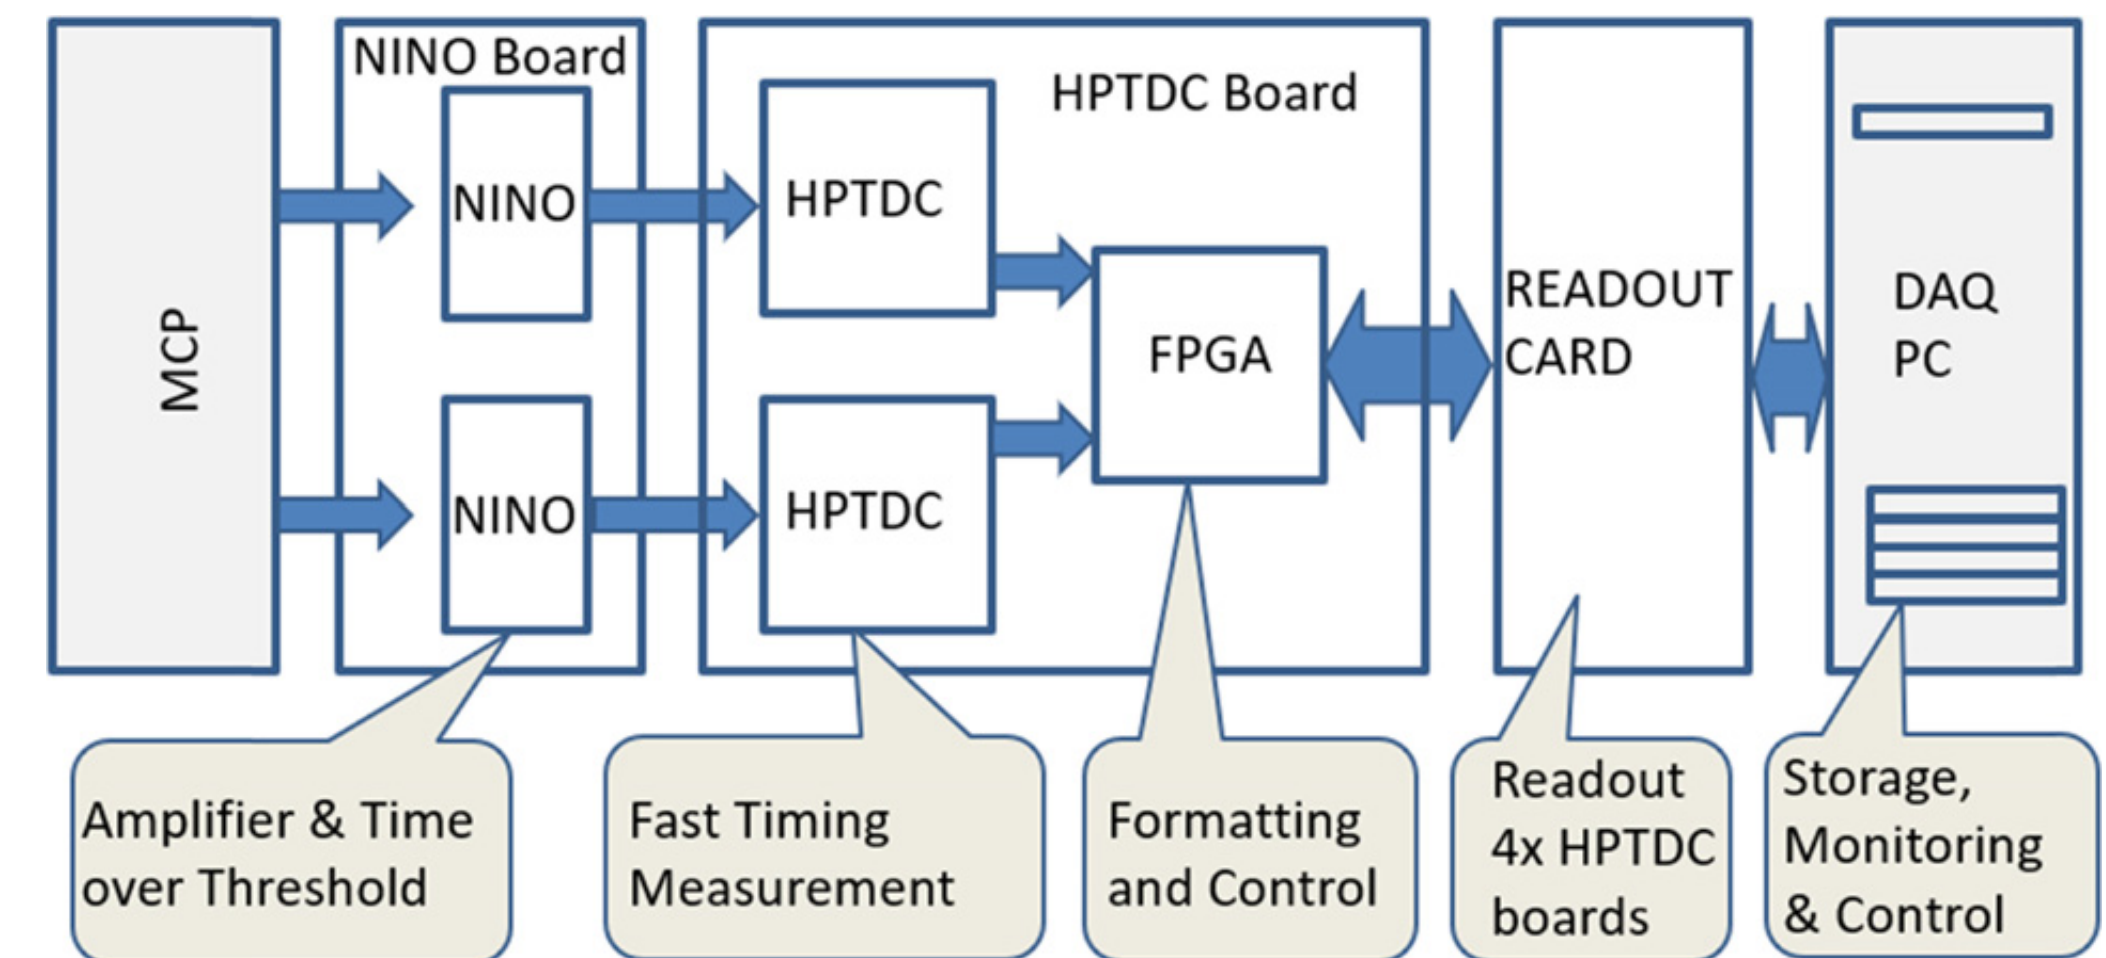 NINO Board
HPTDC Board
MCP
NINO
HPTDC
FPGA
READOUT
CARD
DAQ
PC
NINO
HPTDC
Amplifier & Time
over Threshold
Fast Timing
Measurement
Formatting
and Control
Readout
4x HPTDC
boards
Storage,
Monitoring
& Control